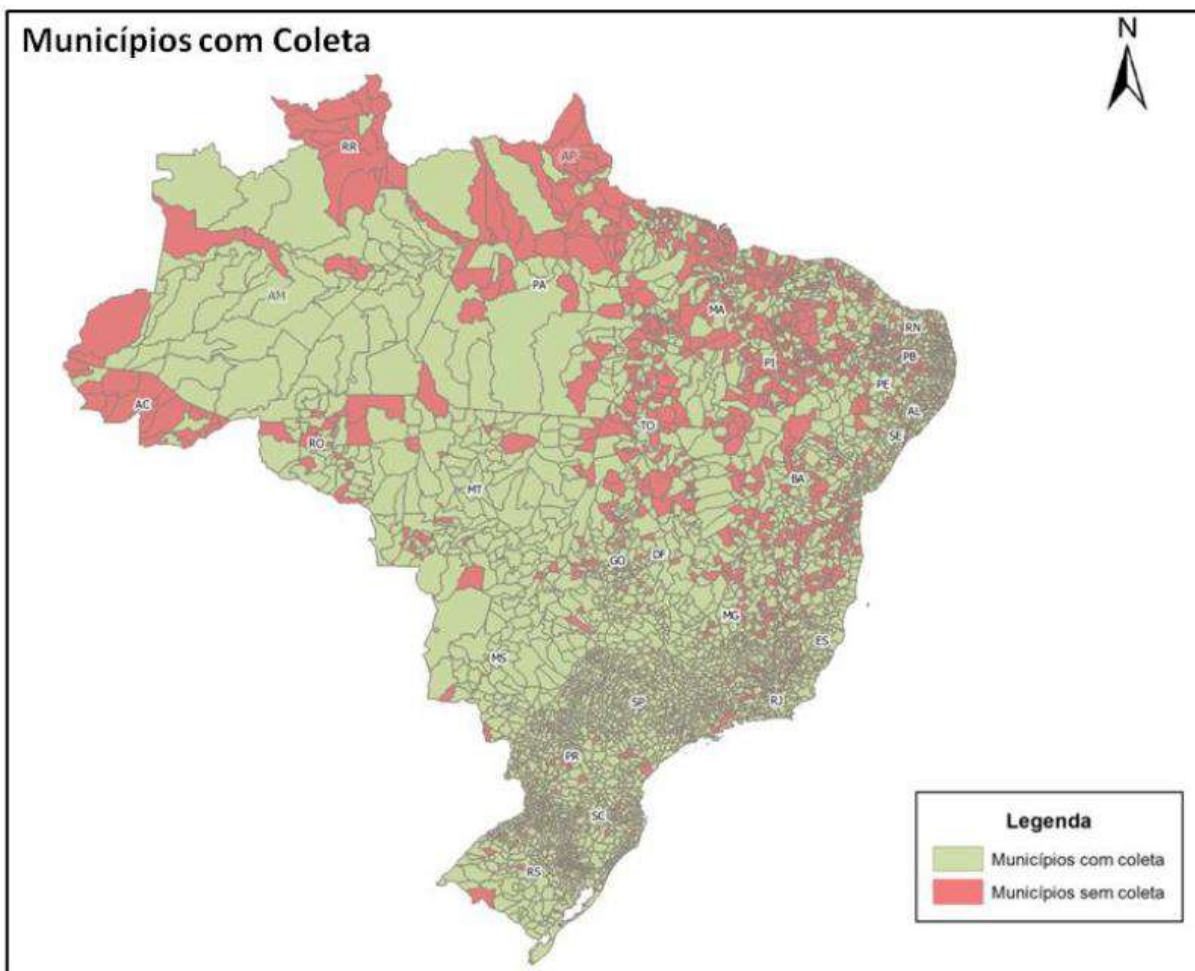 Municípios com Coleta
N
RR
AP
AM
PA
MA
RN
PB
PI
PE
AC
AL
TO
SE
RO
BA
MT
GO
DF
MG
ES
MS
SP
RJ
PR
SC
RS
Legenda
Municípios com coleta
Municípios sem coleta